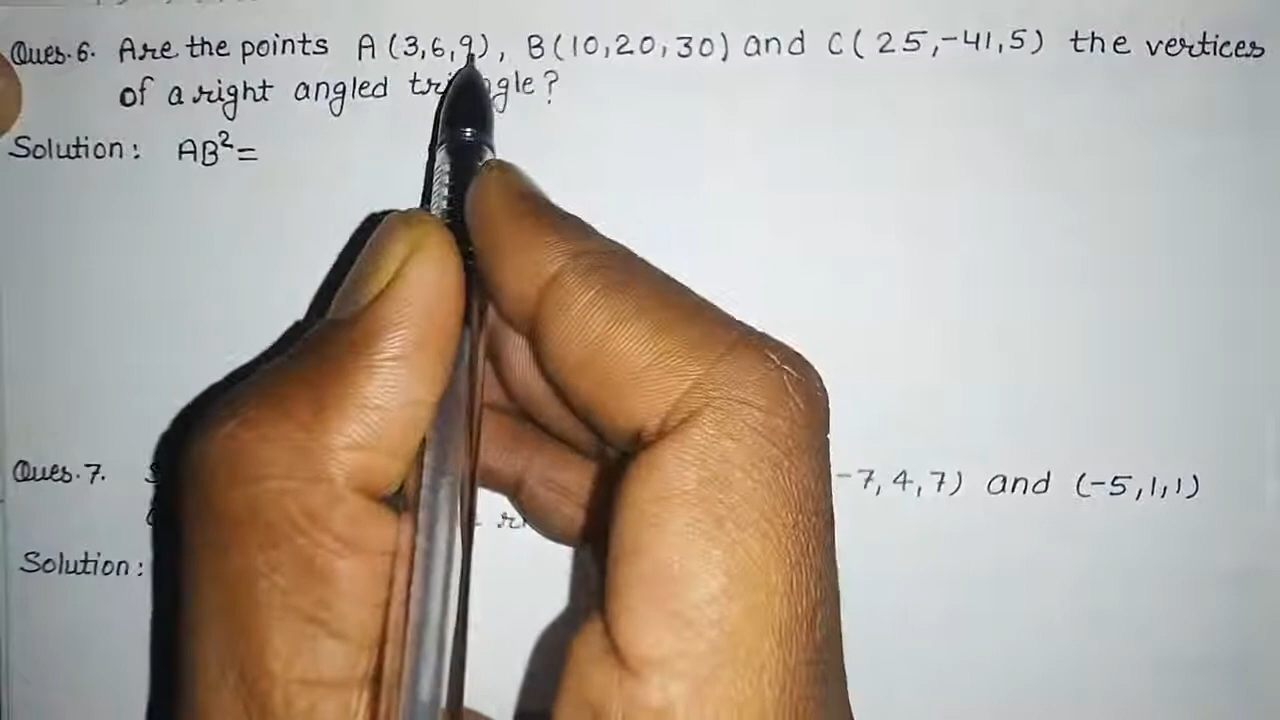 Ques. 6. Are the points A (3,6,9), B(10,20,30) and C(25,-41,5) the vertices
of a right angled triangle?
Solution: AB²=
Ques. 7. -7,4,7) and (-5,1,1)
Solution: